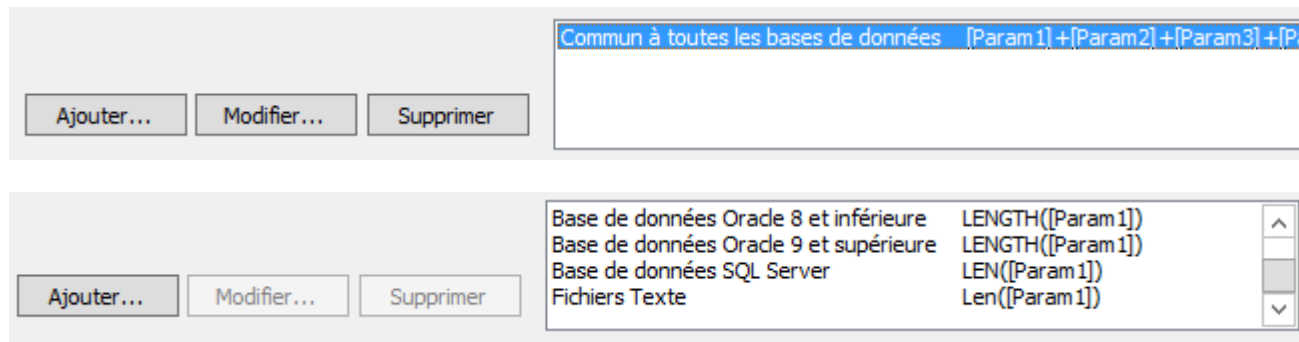 Commun à toutes les bases de données [Param1]+[Param2]+[Param3]+[P
Ajouter... Modifier... Supprimer
Base de données Oracle 8 et inférieure LENGTH([Param1])
Base de données Oracle 9 et supérieure LENGTH([Param1])
Base de données SQL Server LEN([Param1])
Ajouter... Modifier... Supprimer
Fichiers Texte Len([Param1])